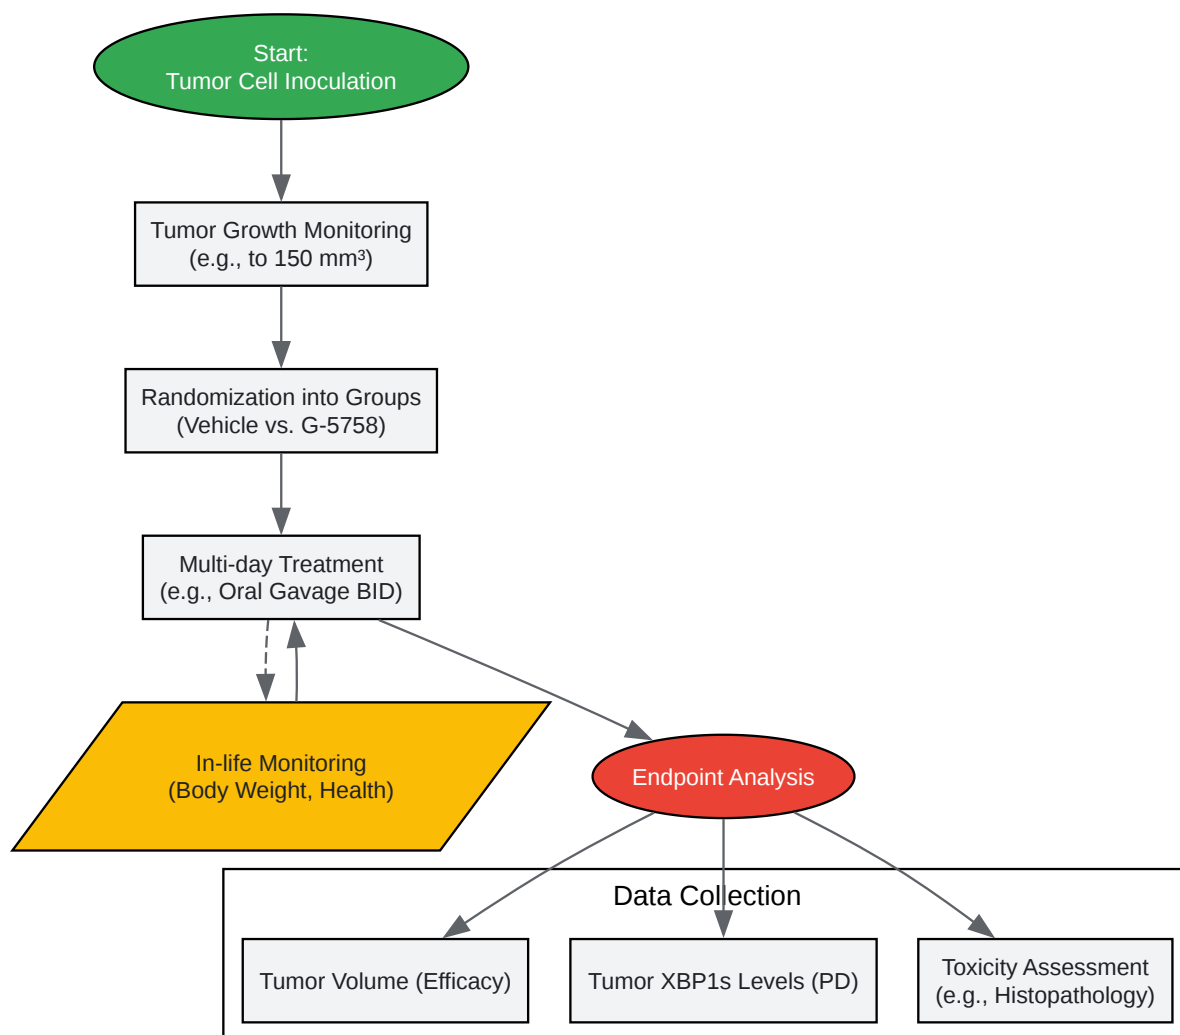 Start:
Tumor Cell Inoculation
Tumor Growth Monitoring
(e.g., to 150 mm³)
Randomization into Groups
(Vehicle vs. G-5758)
Multi-day Treatment
(e.g., Oral Gavage BID)
In-life Monitoring
(Body Weight, Health)
Endpoint Analysis
Data Collection
Tumor Volume (Efficacy)
Tumor XBP1s Levels (PD)
Toxicity Assessment
(e.g., Histopathology)